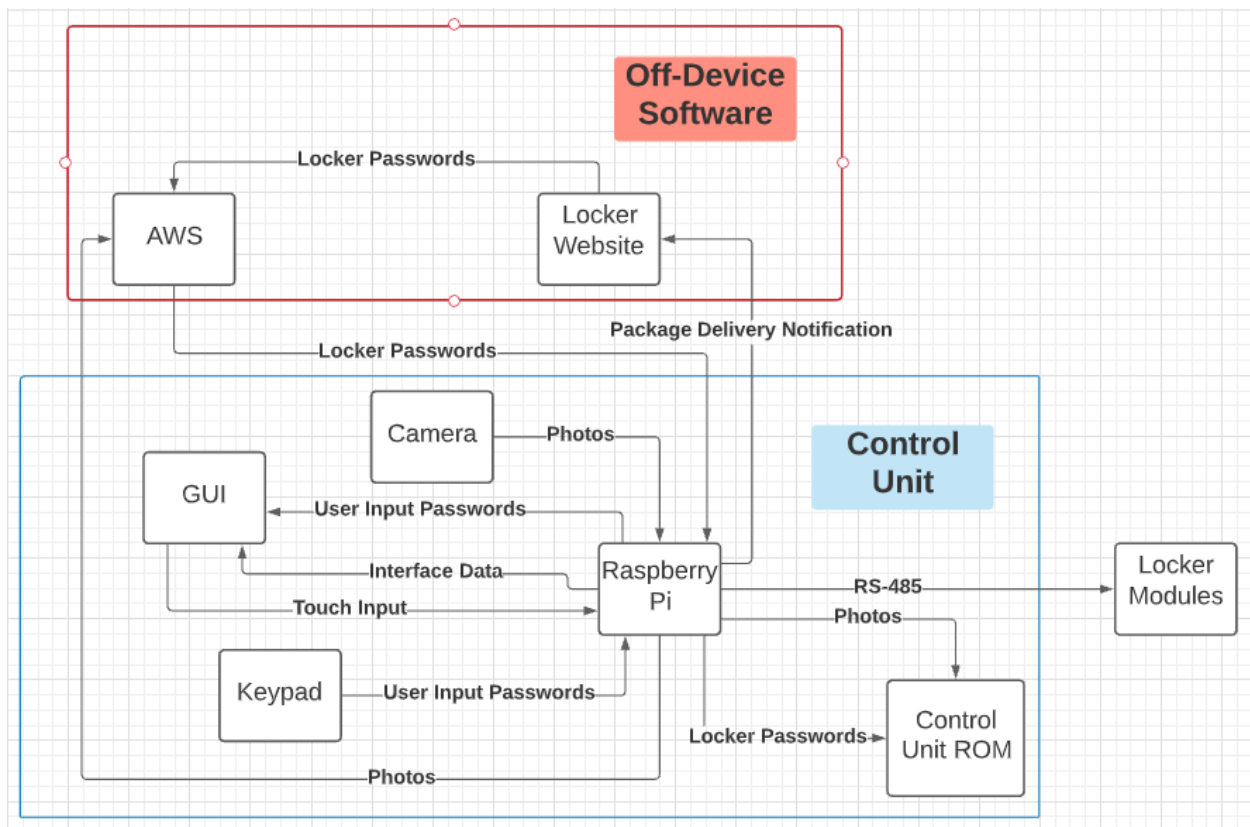 Off-Device
Software
Locker Passwords
AWS
Locker
Website
Package Delivery Notification
Locker Passwords
Camera
Photos
Control
Unit
GUI
User Input Passwords
Raspberry
Pi
Interface Data
Touch Input
RS-485
Locker
Modules
Photos
Keypad
User Input Passwords
Locker Passwords
Control
Unit ROM
Photos